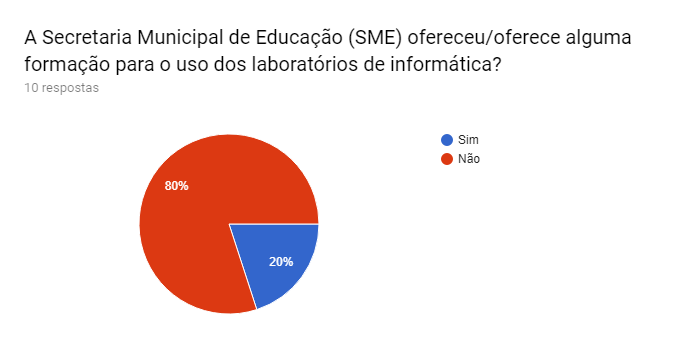 A Secretaria Municipal de Educação (SME) ofereceu/oferece alguma
formação para o uso dos laboratórios de informática?
10 respostas
Sim
Não
80%
20%